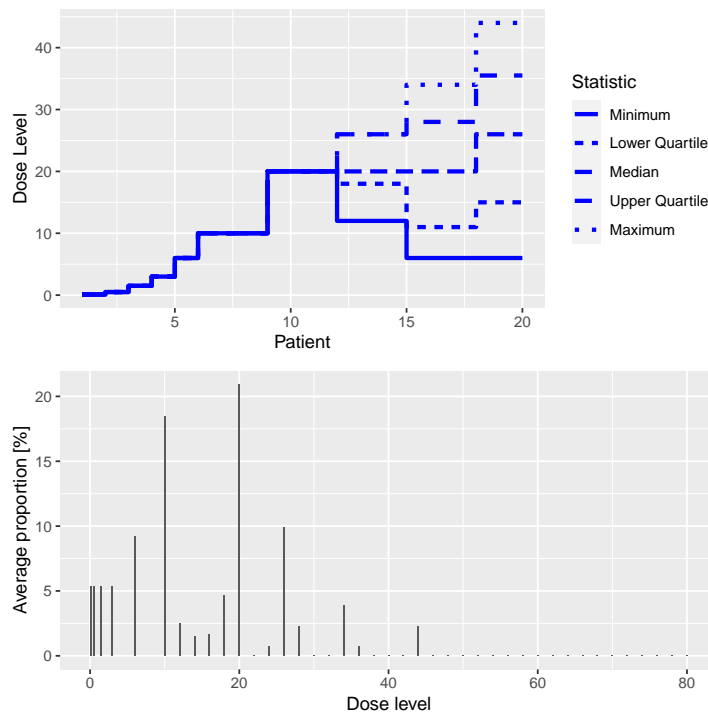 40
30
20
10
0
Dose Level
5
10
15
20
Patient
Statistic
Minimum
Lower Quartile
Median
Upper Quartile
Maximum
20
15
10
5
0
Average proportion [%]
0
20
40
60
80
Dose level